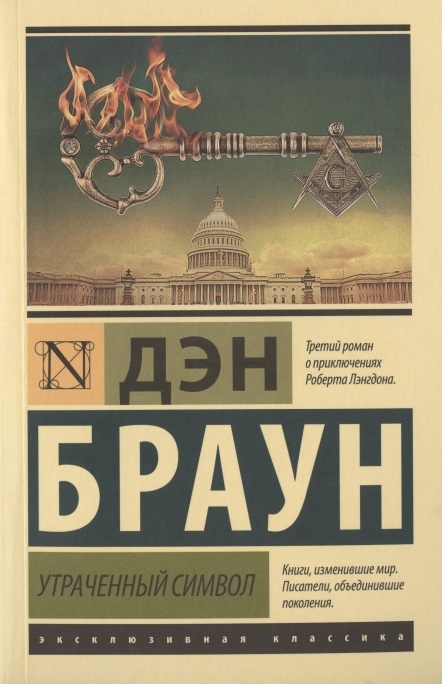 G
N
ДЭН
Третий роман
о приключениях
Роберта Лэнгдона.
БРАУН
УТРАЧЕННЫЙ СИМВОЛ
Книги, изменившие мир.
Писатели, объединившие
поколения.
эксклюзивная классика